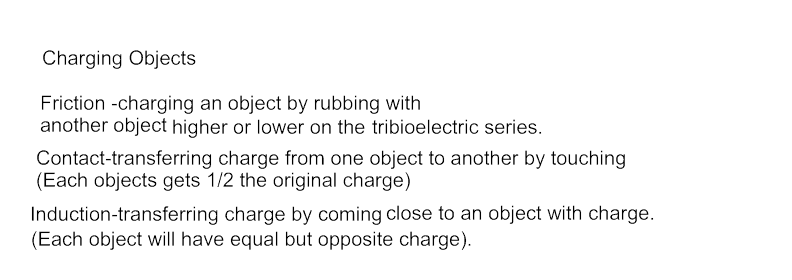 Charging Objects
Friction -charging an object by rubbing with
another object higher or lower on the tribioelectric series.
Contact-transferring charge from one object to another by touching
(Each objects gets 1/2 the original charge)
Induction-transferring charge by coming close to an object with charge.
(Each object will have equal but opposite charge).